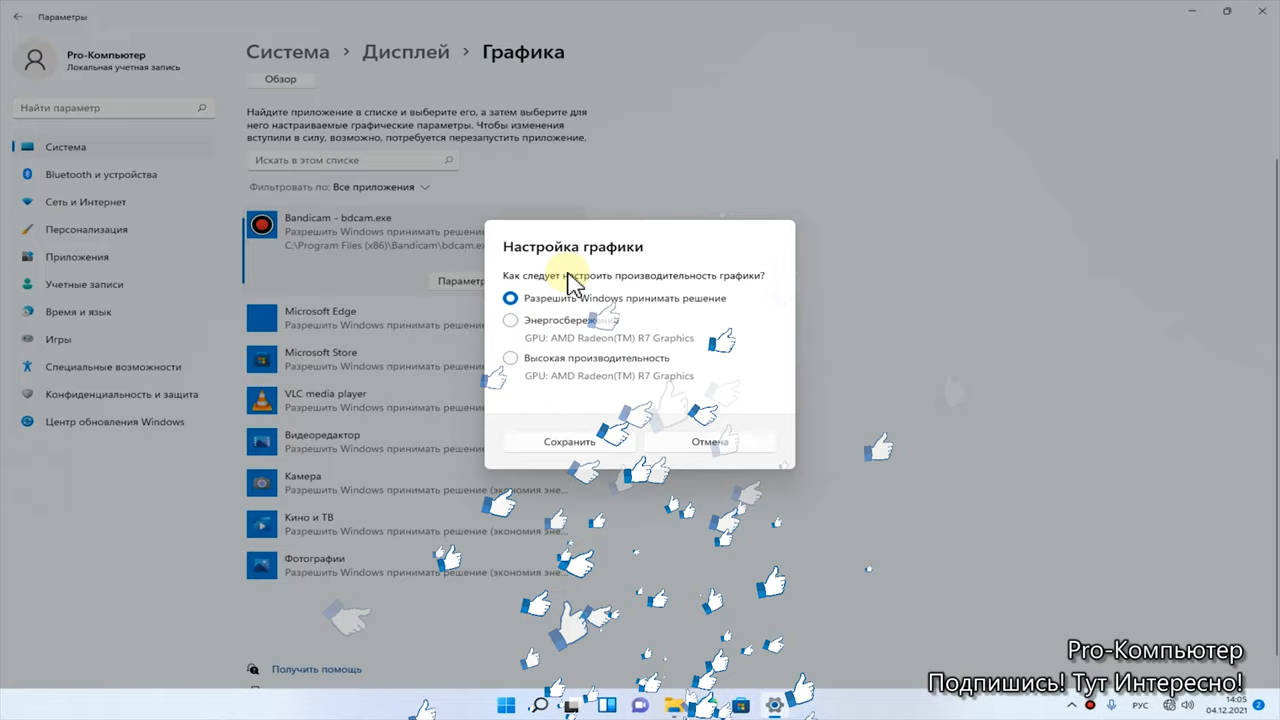 Параметры
Pro-Компьютер
Локальная учетная запись
Найти параметр
Система
Bluetooth и устройства
Сеть и Интернет
Персонализация
Приложения
Учетные записи
Время и язык
Игры
Специальные возможности
Конфиденциальность и защита
Центр обновления Windows
Система > Дисплей > Графика
Обзор
Найдите приложение в списке и выберите его, а затем выберите для
него настраиваемые графические параметры. Чтобы изменения
вступили в силу, возможно, потребуется перезапустить приложение.
Искать в этом списке
Фильтровать по: Все приложения
Bandicam - bdcam.exe
Разрешить Windows принимать решение
C:\Program Files (x86)\Bandicam\bdcam.ex
Парамет
Microsoft Edge
Разрешить Windows принимать решение
Microsoft Store
Разрешить Windows принимать решение
VLC media player
Разрешить Windows принимать решение
Видеоредактор
Разрешить Windows принимать решение
Камера
Разрешить Windows принимать решение (экономия эне...
Кино и ТВ
Разрешить Windows принимать решение (экономия эне...
Фотографии
Разрешить Windows принимать решение (экономия эне...
Получить помощь
Настройка графики
Как следует настроить производительность графики?
Разрешить Windows принимать решение
Энергосбережение
GPU: AMD Radeon(TM) R7 Graphics
Высокая производительность
GPU: AMD Radeon(TM) R7 Graphics
Сохранить
Отмена
Pro-Компьютер
Подпишись! Тут Интересно!
РУС
14:05
04.12.2021
2